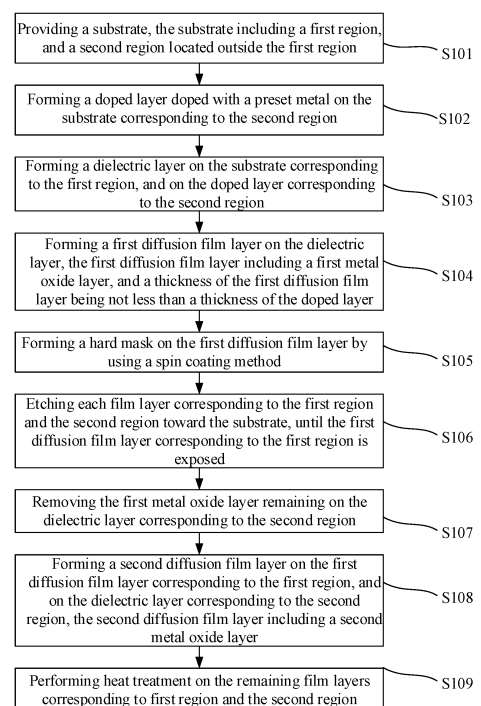 Providing a substrate, the substrate including a first region,
and a second region located outside the first region
S101
Forming a doped layer doped with a preset metal on the
substrate corresponding to the second region
S102
Forming a dielectric layer on the substrate corresponding
to the first region, and on the doped layer corresponding
to the second region
S103
Forming a first diffusion film layer on the dielectric
layer, the first diffusion film layer including a first metal
oxide layer, and a thickness of the first diffusion film
layer being not less than a thickness of the doped layer
S104
Forming a hard mask on the first diffusion film layer by
using a spin coating method
S105
Etching each film layer corresponding to the first region
and the second region toward the substrate, until the first
diffusion film layer corresponding to the first region is
exposed
S106
Removing the first metal oxide layer remaining on the
dielectric layer corresponding to the second region
S107
Forming a second diffusion film layer on the first
diffusion film layer corresponding to the first region, and
on the dielectric layer corresponding to the second
region, the second diffusion film layer including a second
metal oxide layer
S108
Performing heat treatment on the remaining film layers
corresponding to first region and the second region
S109